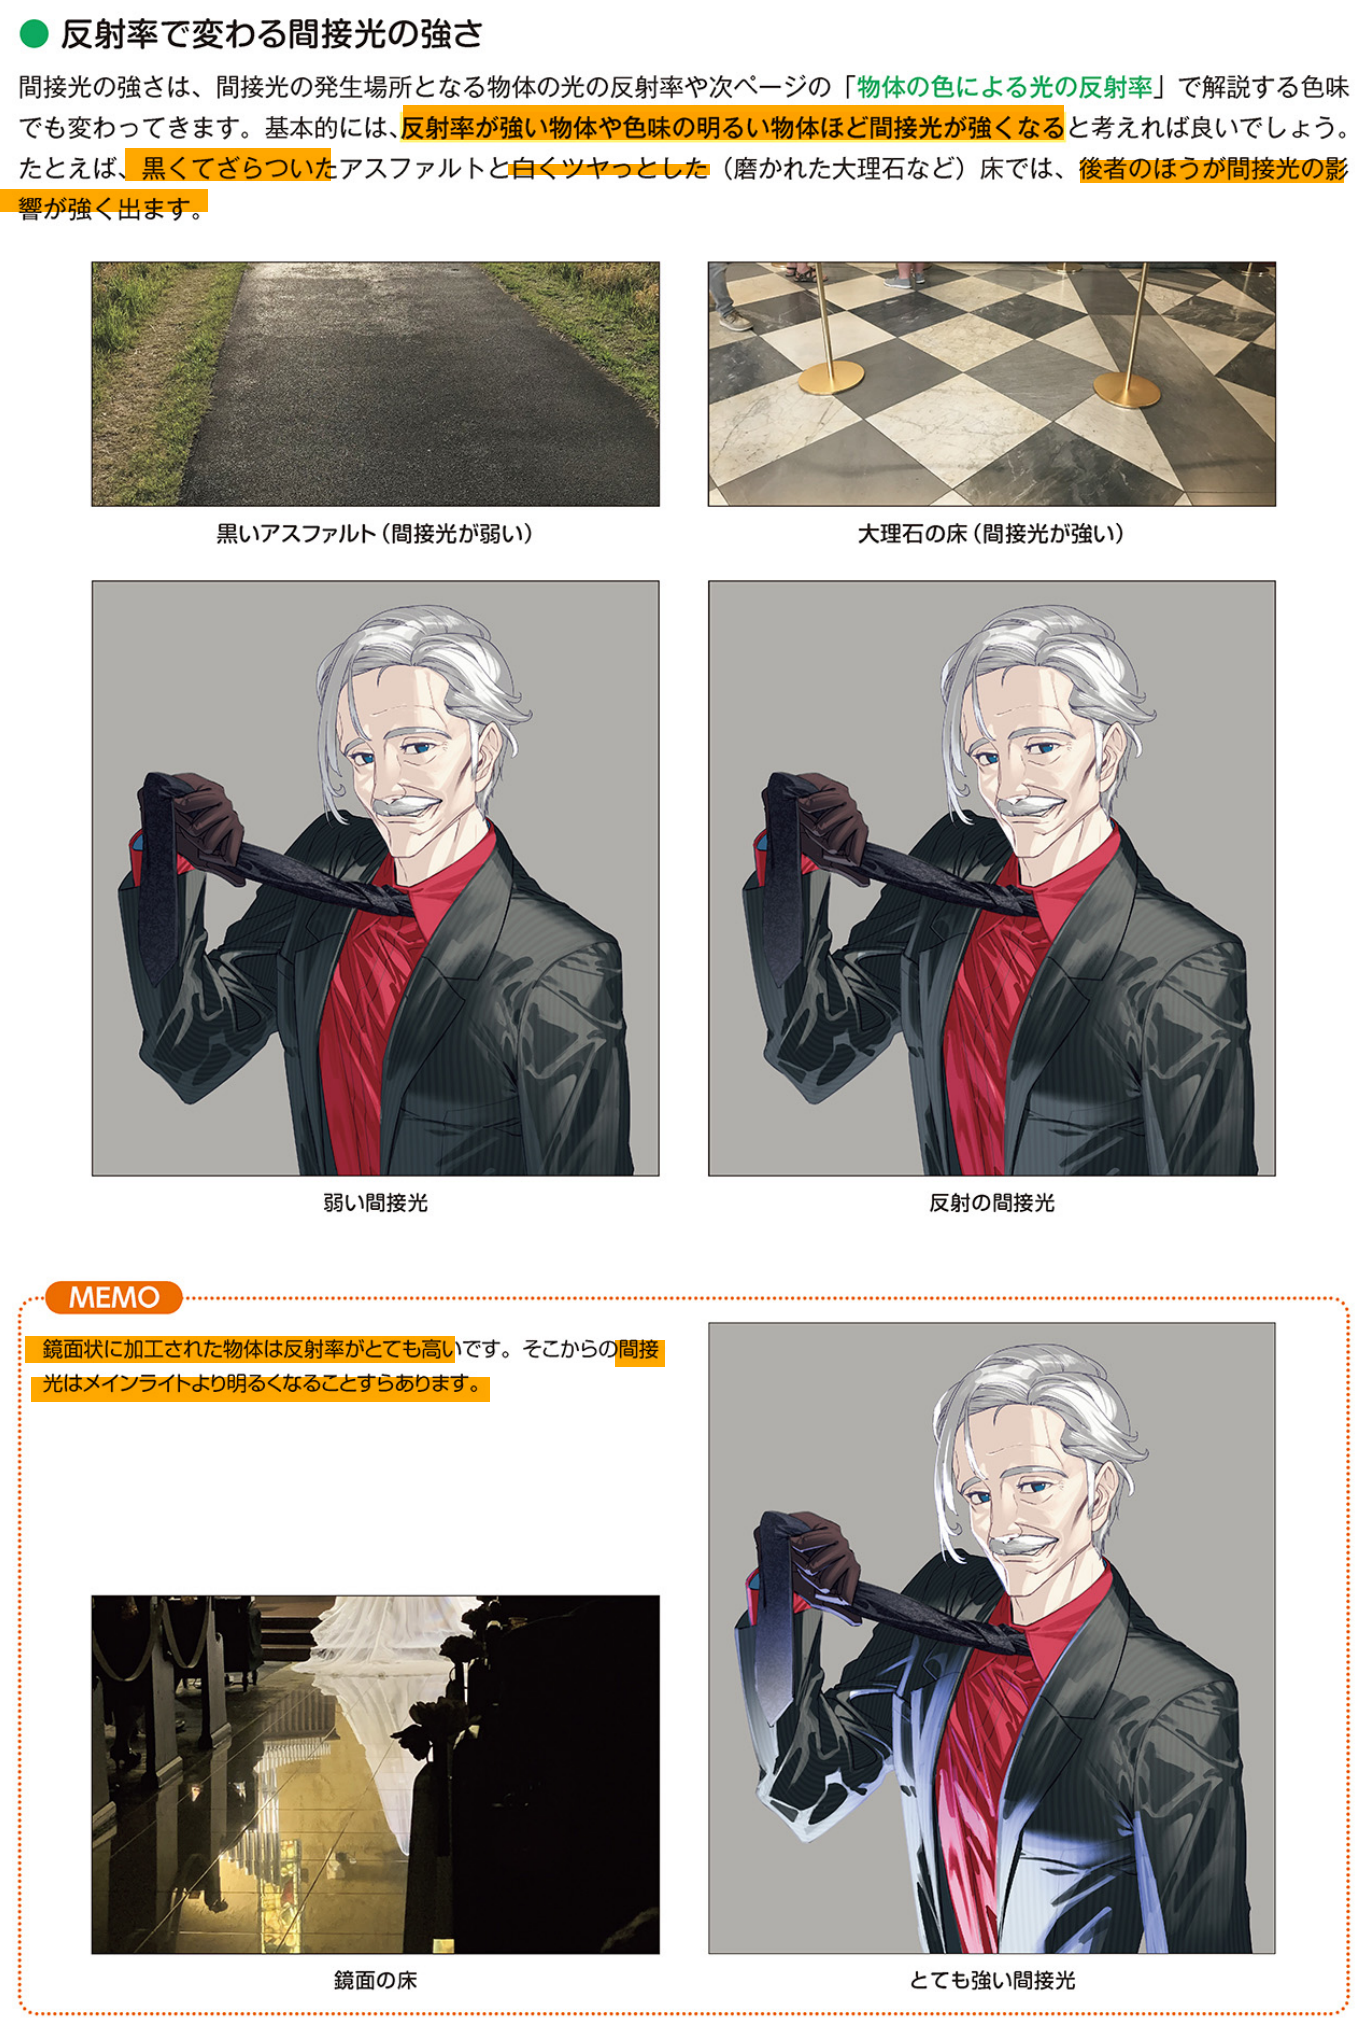 反射率で変わる間接光の強さ
間接光の強さは、間接光の発生場所となる物体の光の反射率や次ページの「物体の色による光の反射率」で解説する色味
でも変わってきます。基本的には、反射率が強い物体や色味の明るい物体ほど間接光が強くなると考えれば良いでしょう。
たとえば、黒くてざらついたアスファルトと白くツヤっとした（磨かれた大理石など）床では、後者のほうが間接光の影
響が強く出ます。
黒いアスファルト（間接光が弱い）
大理石の床（間接光が強い）
弱い間接光
反射の間接光
MEMO
鏡面状に加工された物体は反射率がとても高いです。そこからの間接
光はメインライトより明るくなることすらあります。
鏡面の床
とても強い間接光